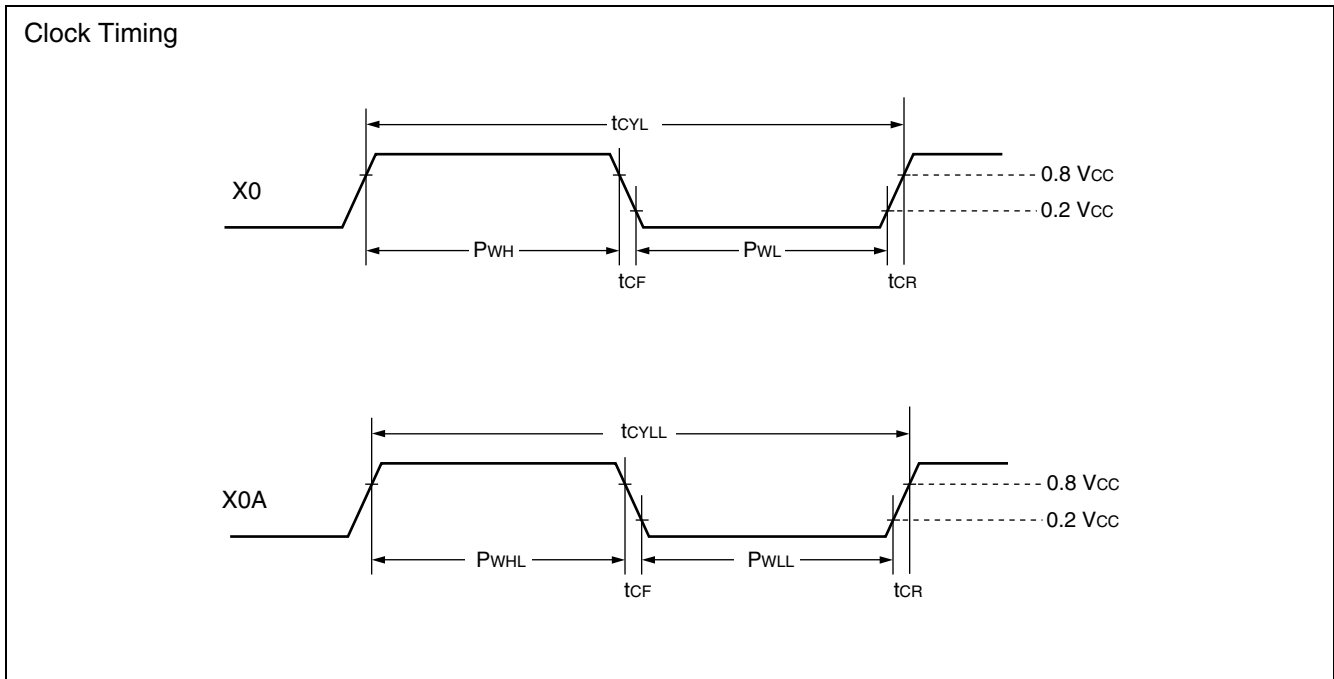 Clock Timing
tCYL
X0
0.8 VCC
0.2 VCC
PWH
PWL
tCF
tCR
tCYLL
X0A
0.8 VCC
0.2 VCC
PWHL
PWLL
tCF
tCR